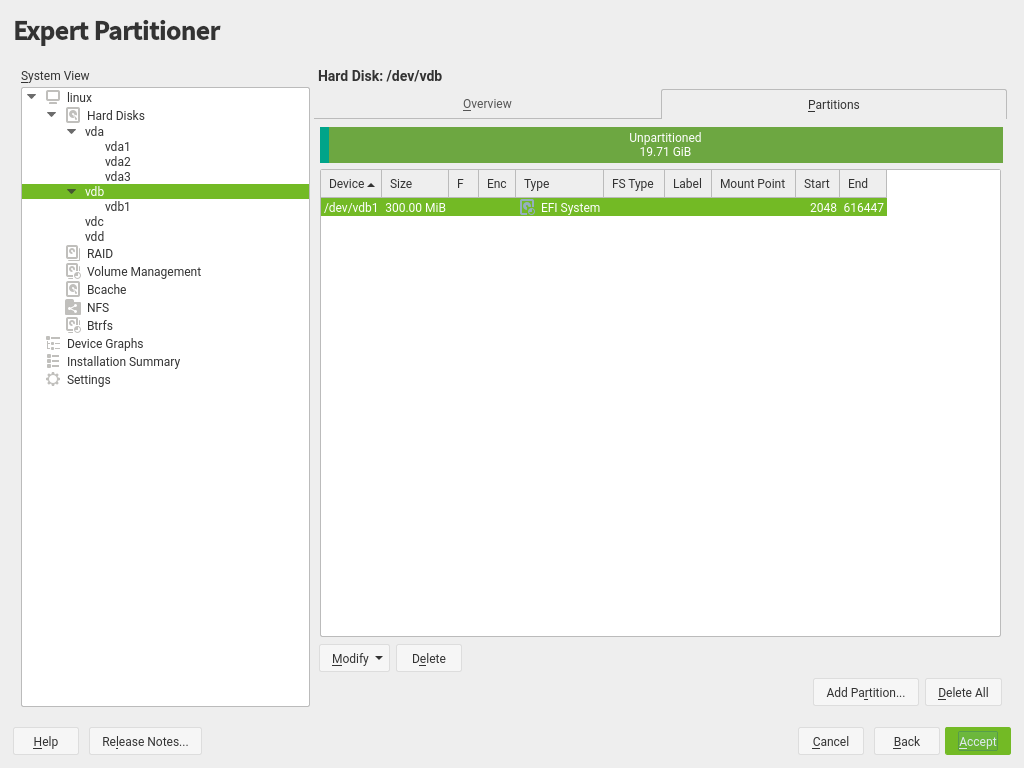 Expert Partitioner
System View
linux
Hard Disks
vda
vda1
vda2
vda3
vdb
vdb1
vdc
vdd
RAID
Volume Management
Bcache
NFS
Btrfs
Device Graphs
Installation Summary
Settings
Hard Disk: /dev/vdb
Overview Partitions
Unpartitioned
19.71 GiB
Device Size F Enc Type FS Type Label Mount Point Start End
/dev/vdb1 300.00 MiB EFI System 2048 616447
Modify Delete
Add Partition... Delete All
Help Release Notes... Cancel Back Accept